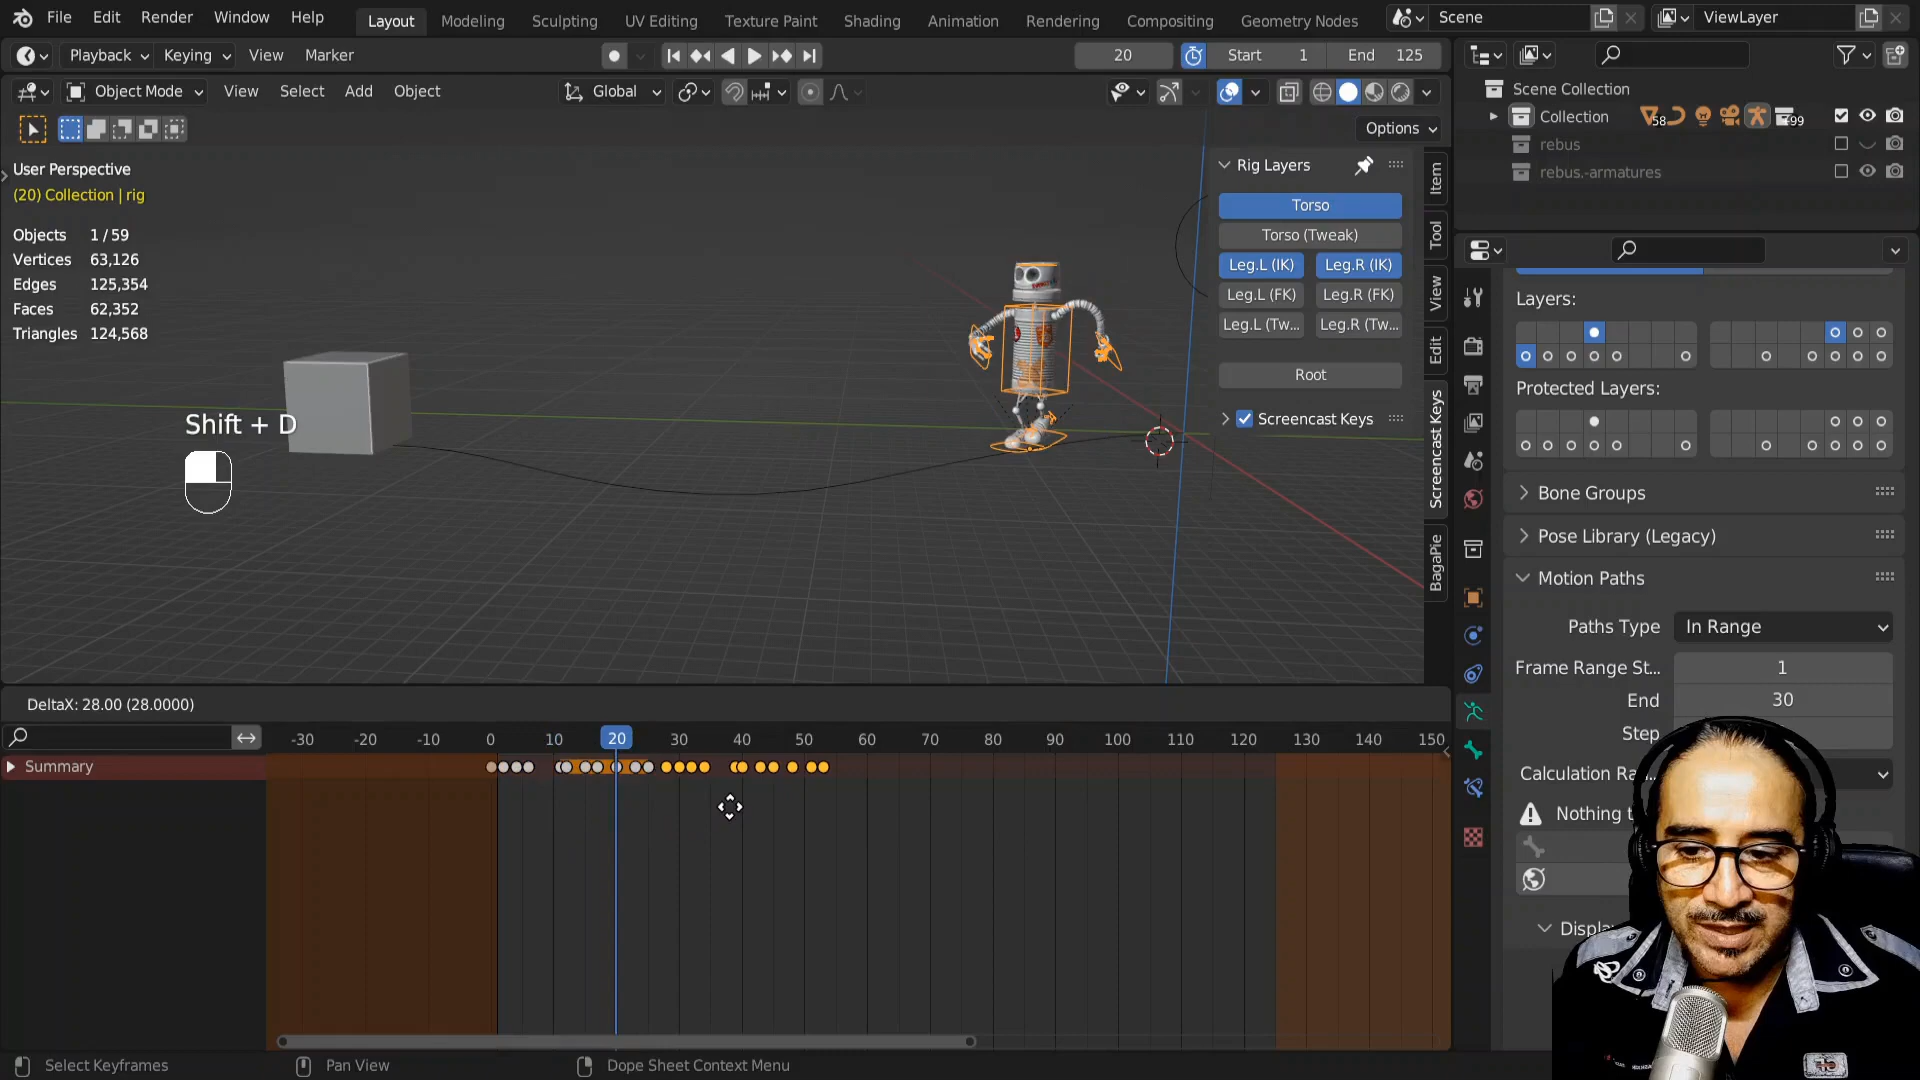 File Edit Render Window Help Layout Modeling Sculpting UV Editing Texture Paint Shading Animation Rendering Compositing Geometry Nodes Scene ViewLayer
Playback Keying View Marker 20 Start 1 End 125
Object Mode View Select Add Object Global
Options
User Perspective
(20) Collection | rig
Objects 1 / 59
Vertices 63,126
Edges 125,354
Faces 62,352
Triangles 124,568
Shift + D
Rig Layers
Torso
Torso (Tweak)
Leg.L (IK) Leg.R (IK)
Leg.L (FK) Leg.R (FK)
Leg.L (Tw... Leg.R (Tw...
Root
Screencast Keys
Item
Tool
View
Edit
Screencast Keys
BagaPie
Scene Collection
Collection 58
rebus
rebus.-armatures
Layers:
Protected Layers:
Bone Groups
Pose Library (Legacy)
Motion Paths
Paths Type In Range
Frame Range St... 1
End 30
Step
Calculation Ra...
Nothing t
Displa
DeltaX: 28.00 (28.0000)
-30 -20 -10 0 10 20 30 40 50 60 70 80 90 100 110 120 130 140 150
Summary
Select Keyframes Pan View Dope Sheet Context Menu